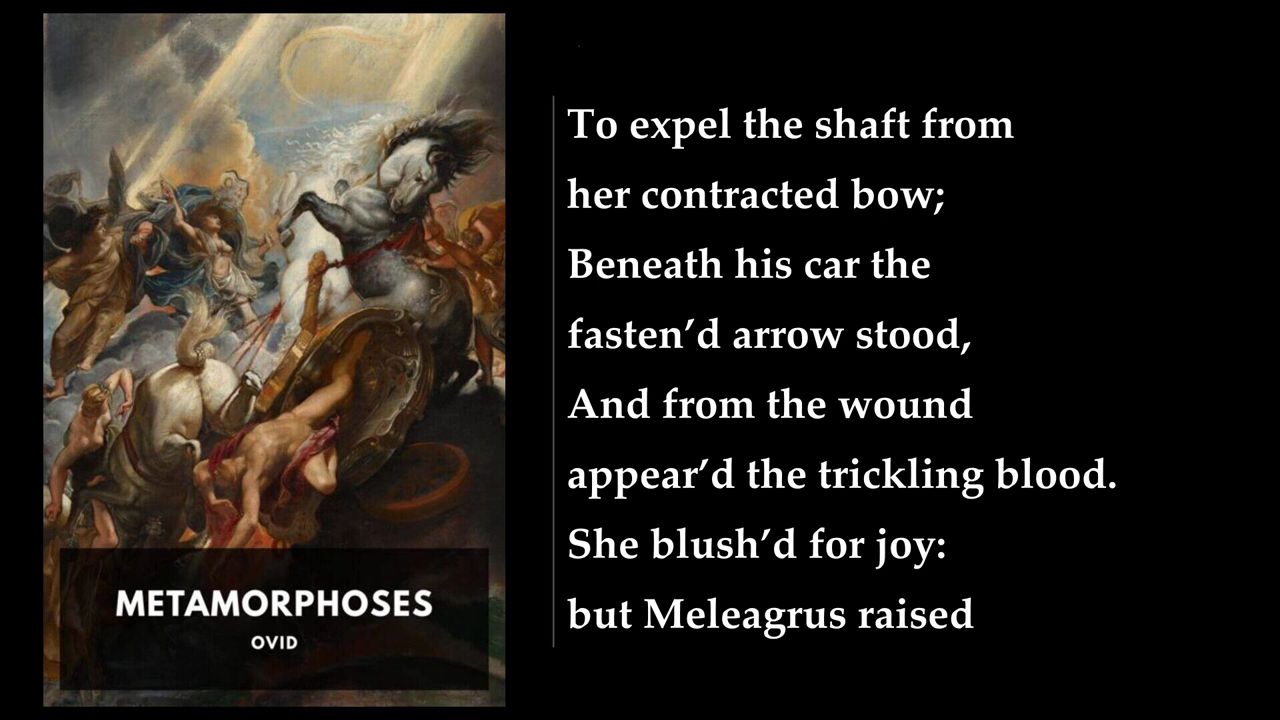 METAMORPHOSES
OVID
To expel the shaft from
her contracted bow;
Beneath his car the
fasten’d arrow stood,
And from the wound
appear’d the trickling blood.
She blush’d for joy:
but Meleagrus raised